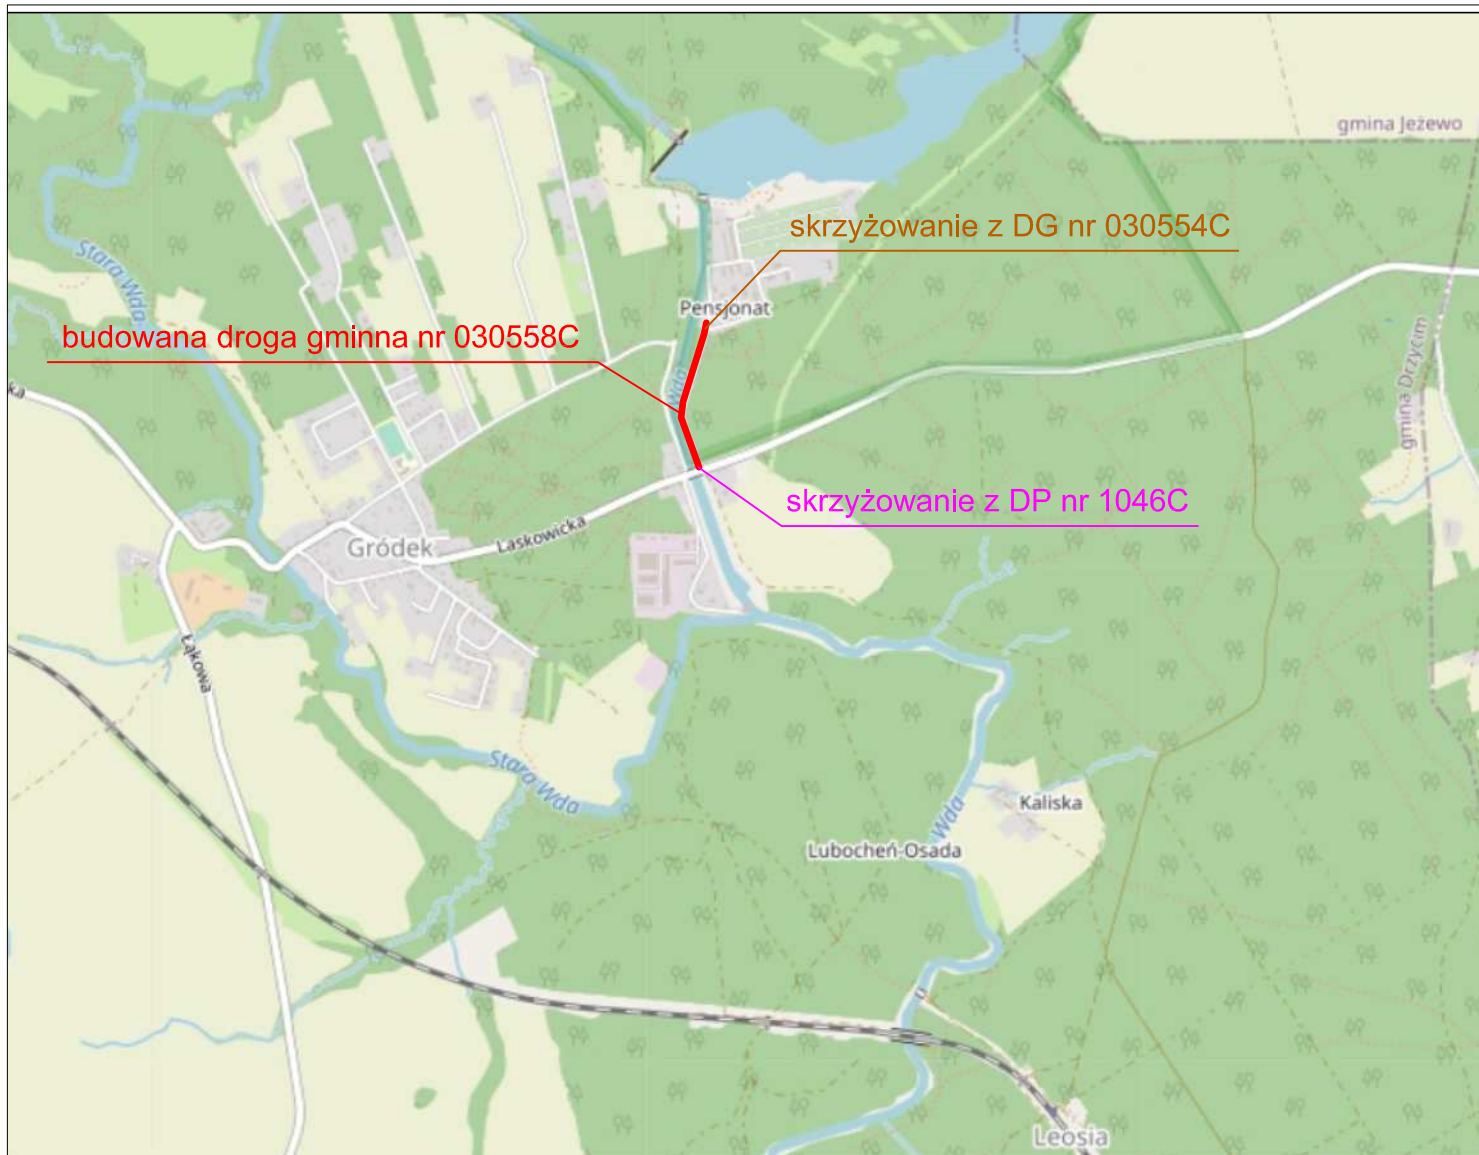 gmina Jeżewo
skrzyżowanie z DG nr 030554C
Stara Wda
Pensjonat
budowana droga gminna nr 030558C
gmina Drzycim
Wda
ka
skrzyżowanie z DP nr 1046C
Laskowicka
Gródek
Łąkowa
Stara Wda
Kaliska
Wda
Lubocheń-Osada
Leosia